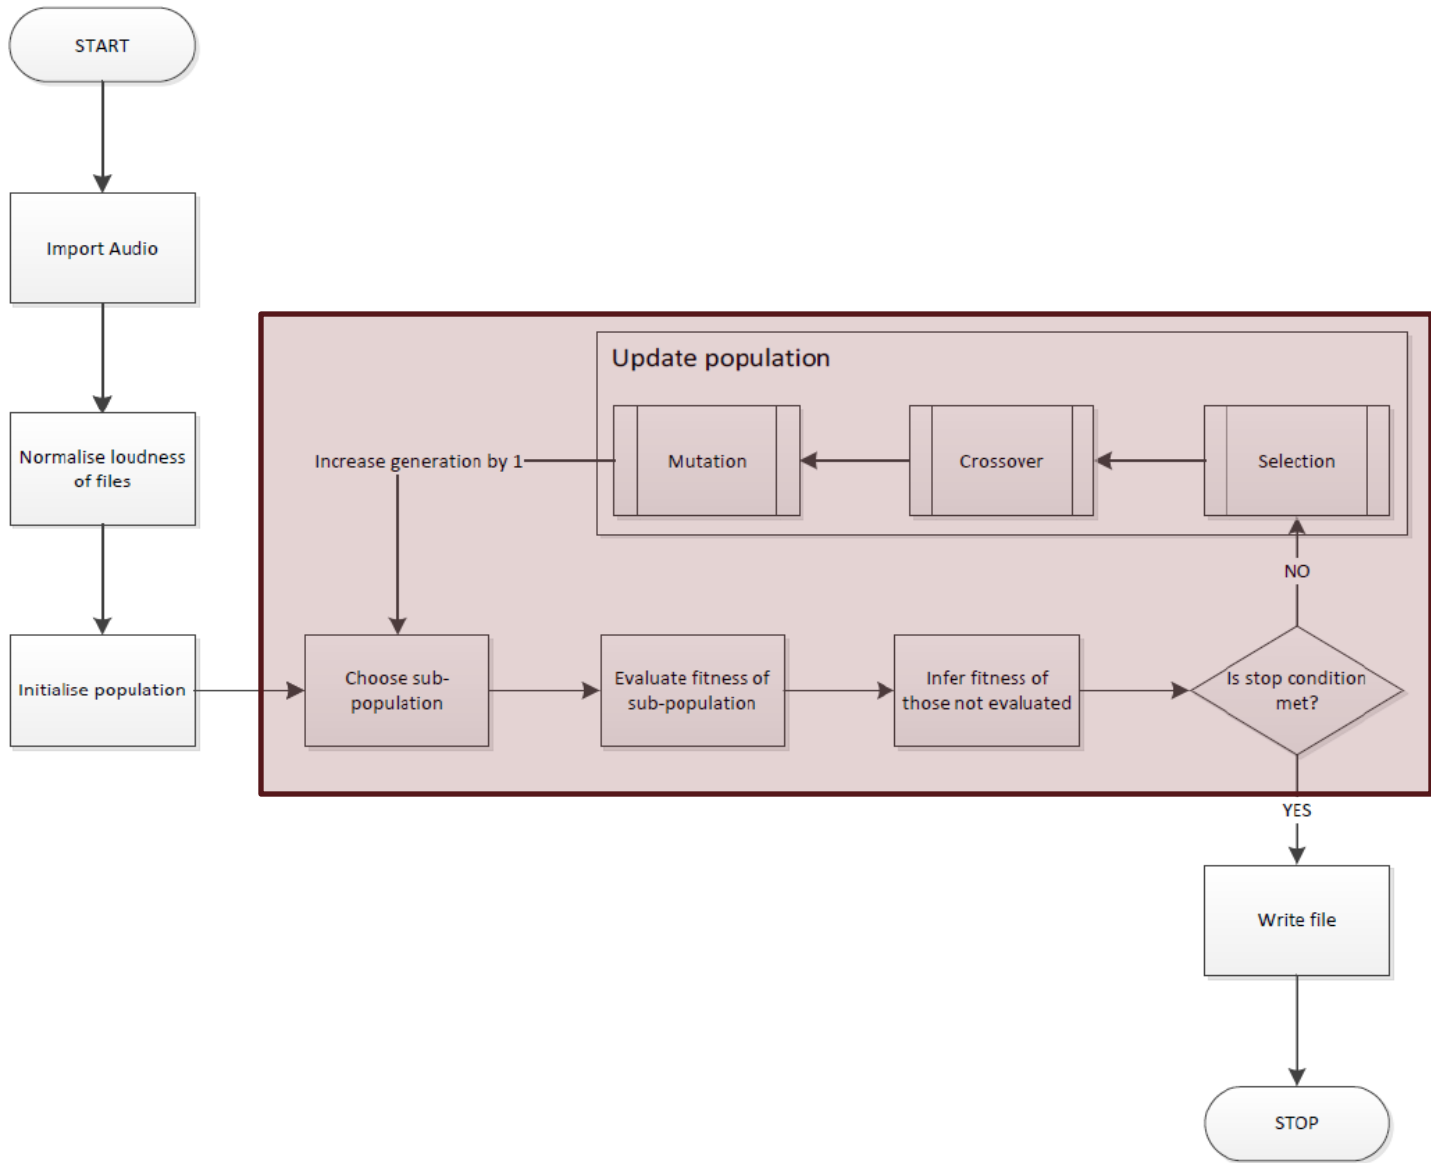 START
Import Audio
Normalise loudness
of files
Initialise population
Update population
Increase generation by 1
Mutation
Crossover
Selection
NO
Choose sub-
population
Evaluate fitness of
sub-population
Infer fitness of
those not evaluated
Is stop condition
met?
YES
Write file
STOP